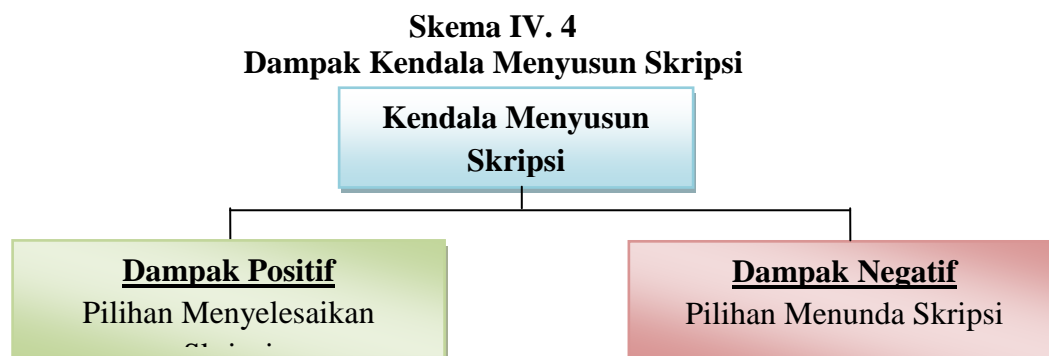 Skema IV. 4
Dampak Kendala Menyusun Skripsi
Kendala Menyusun
Skripsi
Dampak Positif
Pilihan Menyelesaikan
Dampak Negatif
Pilihan Menunda Skripsi